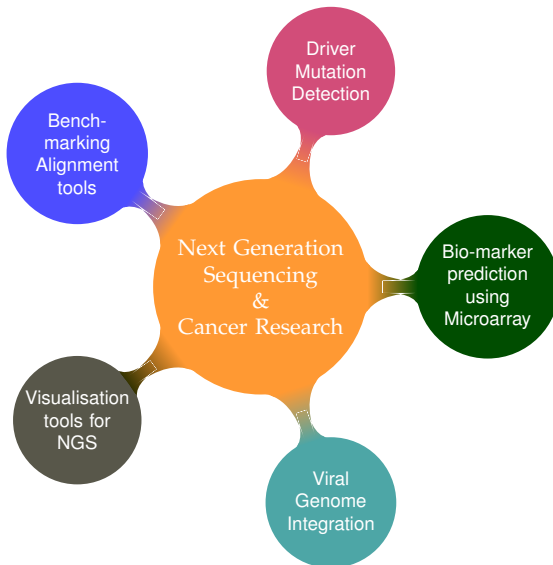 Driver
Mutation
Detection
Bench-
marking
Alignment
tools
Next Generation
Sequencing
&
Cancer Research
Bio-marker
prediction
using
Microarray
Visualisation
tools for
NGS
Viral
Genome
Integration